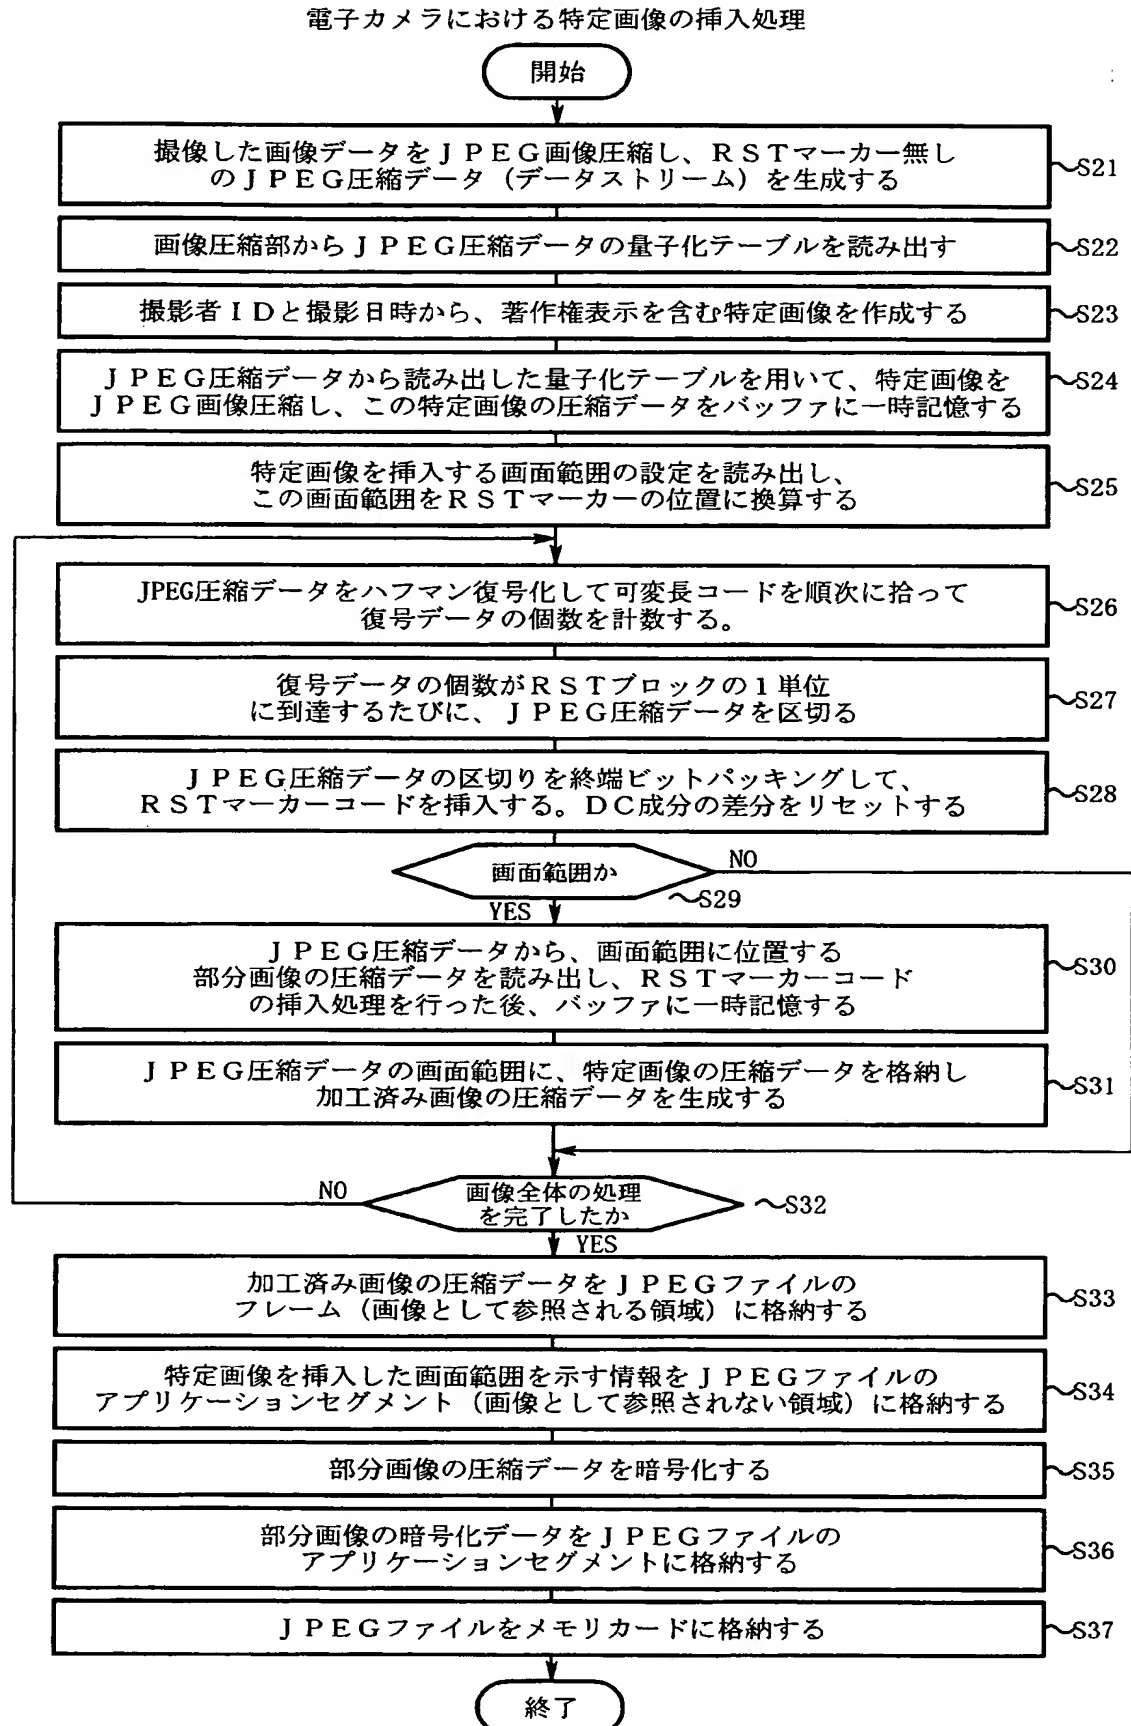 電子カメラにおける特定画像の挿入処理
開始
撮像した画像データをJPEG画像圧縮し、RSTマーカー無し
のJPEG圧縮データ（データストリーム）を生成する
S21
画像圧縮部からJPEG圧縮データの量子化テーブルを読み出す
S22
撮影者IDと撮影日時から、著作権表示を含む特定画像を作成する
S23
JPEG圧縮データから読み出した量子化テーブルを用いて、特定画像を
JPEG画像圧縮し、この特定画像の圧縮データをバッファに一時記憶する
S24
特定画像を挿入する画面範囲の設定を読み出し、
この画面範囲をRSTマーカーの位置に換算する
S25
JPEG圧縮データをハフマン復号化して可変長コードを順次に拾って
復号データの個数を計数する。
S26
復号データの個数がRSTブロックの1単位
に到達するたびに、JPEG圧縮データを区切る
S27
JPEG圧縮データの区切りを終端ビットパッキングして、
RSTマーカーコードを挿入する。DC成分の差分をリセットする
S28
画面範囲か
NO
S29
YES
JPEG圧縮データから、画面範囲に位置する
部分画像の圧縮データを読み出し、RSTマーカーコード
の挿入処理を行った後、バッファに一時記憶する
S30
JPEG圧縮データの画面範囲に、特定画像の圧縮データを格納し
加工済み画像の圧縮データを生成する
S31
NO
画像全体の処理
を完了したか
S32
YES
加工済み画像の圧縮データをJPEGファイルの
フレーム（画像として参照される領域）に格納する
S33
特定画像を挿入した画面範囲を示す情報をJPEGファイルの
アプリケーションセグメント（画像として参照されない領域）に格納する
S34
部分画像の圧縮データを暗号化する
S35
部分画像の暗号化データをJPEGファイルの
アプリケーションセグメントに格納する
S36
JPEGファイルをメモリカードに格納する
S37
終了